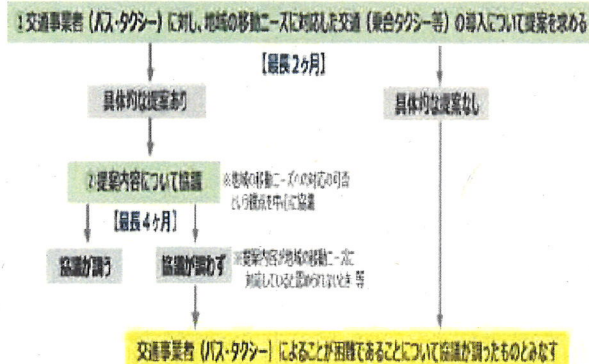 ①交通事業者(バス・タクシー)に対し、地域の移動ニーズに対応した交通(乗合タクシー等)の導入について提案を求める
【最長2ヶ月】
具体的な提案あり
具体的な提案なし
②提案内容について協議
※地域の移動ニーズへの対応の可否
という観点を中心に協議
【最長4ヶ月】
協議が調う
協議が調わず
※提案内容が地域の移動ニーズに
対応していると認められないとき 等
交通事業者(バス・タクシー)によることが困難であることについて協議が調ったものとみなす